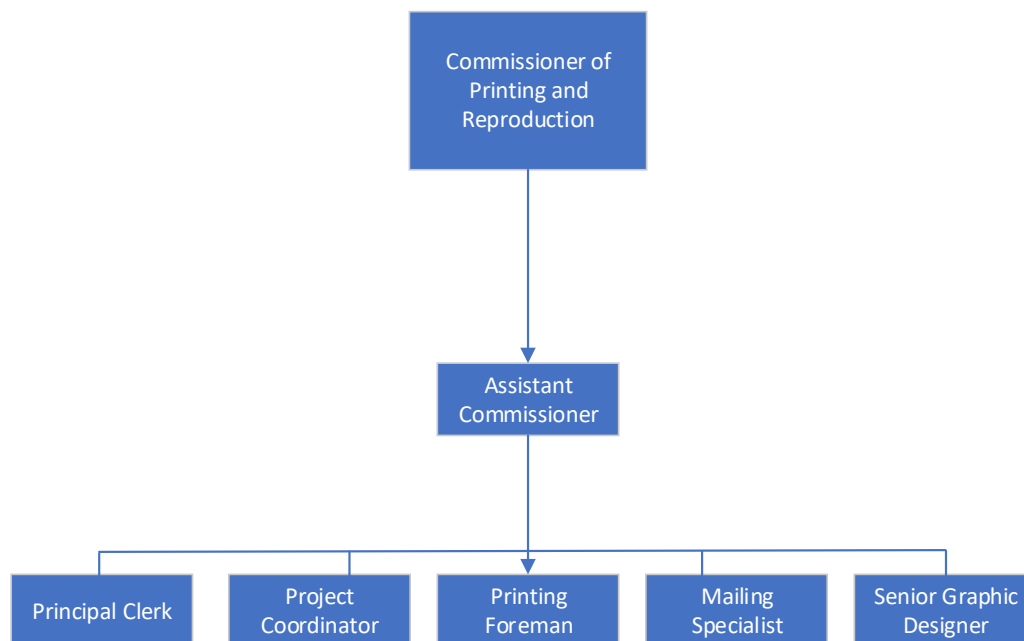 Commissioner of
Printing and
Reproduction
Assistant
Commissioner
Principal Clerk
Project
Coordinator
Printing
Foreman
Mailing
Specialist
Senior Graphic
Designer